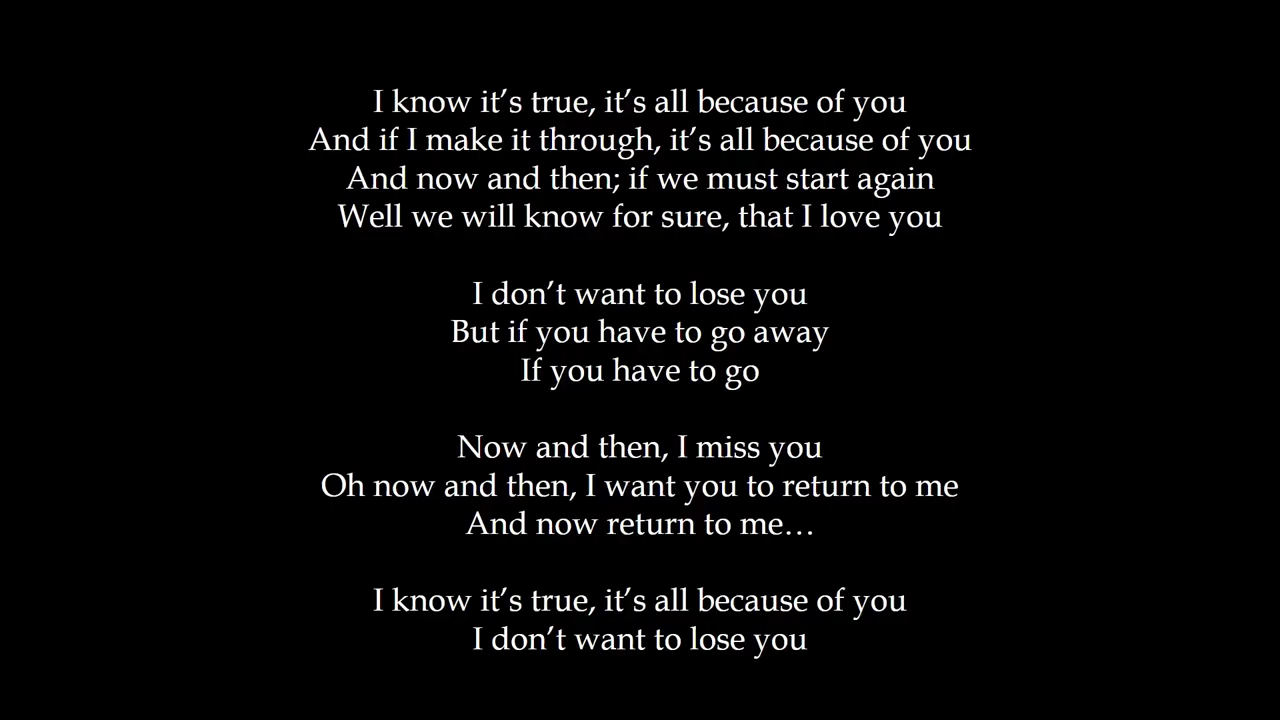 I know it’s true, it’s all because of you
And if I make it through, it’s all because of you
And now and then; if we must start again
Well we will know for sure, that I love you
I don’t want to lose you
But if you have to go away
If you have to go
Now and then, I miss you
Oh now and then, I want you to return to me
And now return to me…
I know it’s true, it’s all because of you
I don’t want to lose you